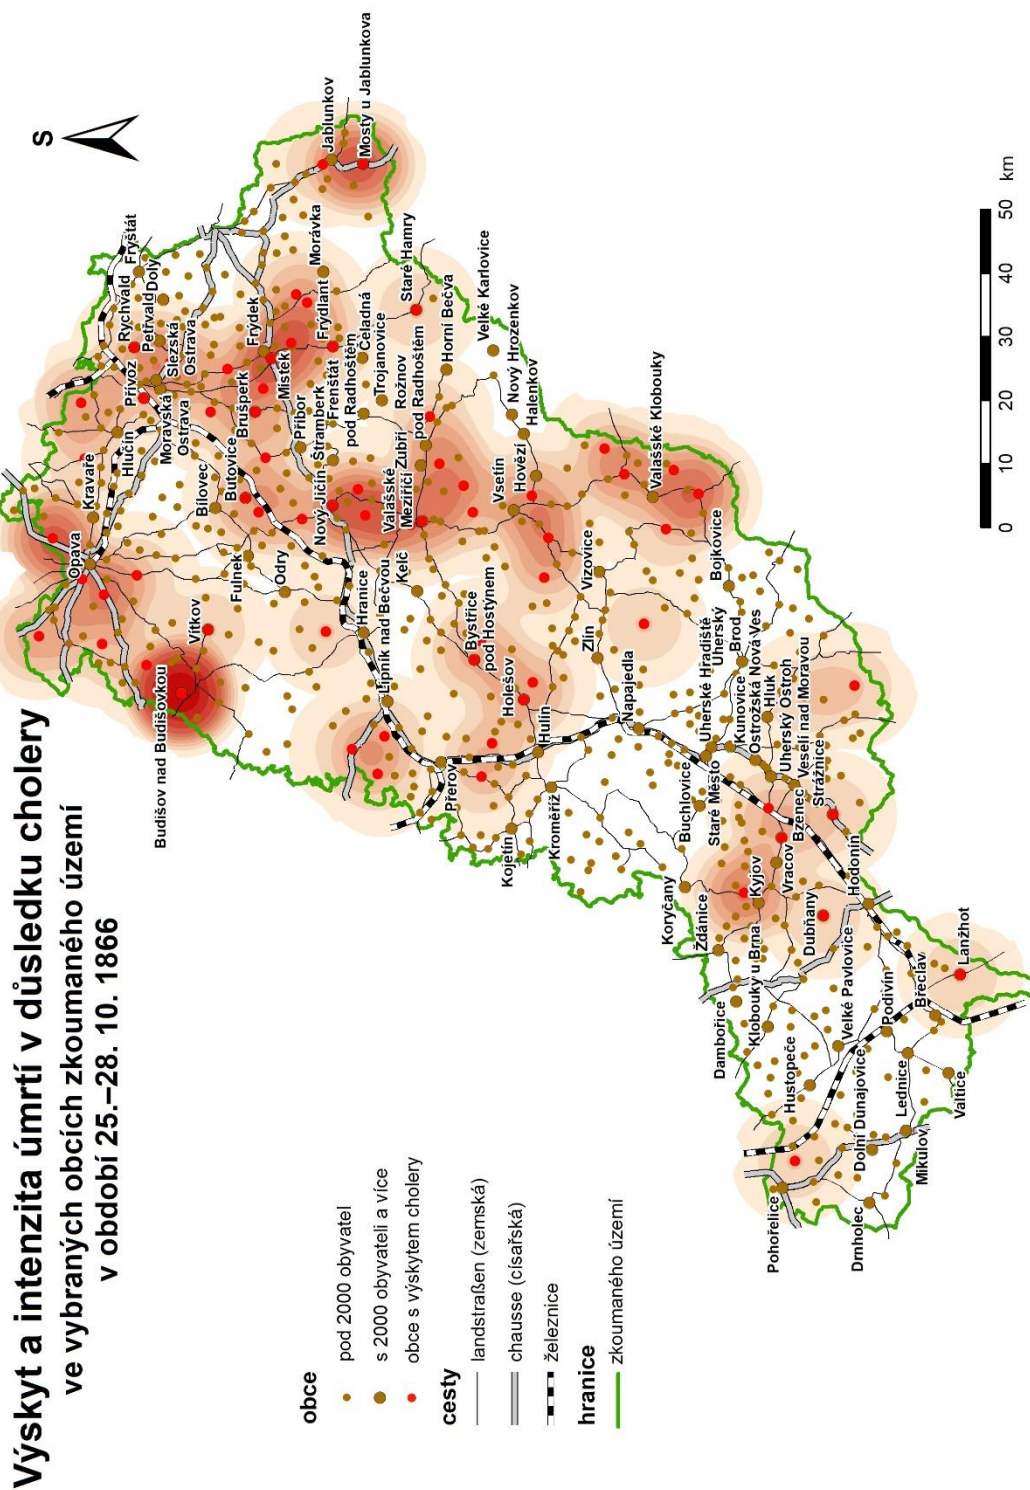 Výskyt a intenzita úmrtí v důsledku cholery
ve vybraných obcích zkoumaného území
v období 25.–28. 10. 1866
S
obce
pod 2000 obyvatel
s 2000 obyvateli a více
obce s výskytem cholery
cesty
landstraßen (zemská)
chausse (císařská)
železnice
hranice
zkoumaného území
0 10 20 30 40 50 km
Budišov nad Budišovkou
Vítkov
Opava
Kravaře
Hlučín
Přívoz
Rychvald
Fryštát
Petřvald
Doly
Slezská
Ostrava
Moravská
Ostrava
Bílovec
Butovice
Brušperk
Frýdek
Místek
Příbor
Štramberk
Frenštát
pod Radhoštěm
Frýdlant
Morávka
Čeladná
Trojanovice
Staré Hamry
Jablunkov
Mosty u Jablunkova
Fulnek
Odry
Nový Jičín
Hranice
Lipník nad Bečvou
Kelč
Valašské
Meziříčí
Zubří
Rožnov
pod Radhoštěm
Horní Bečva
Velké Karlovice
Nový Hrozenkov
Halenkov
Hovězí
Vsetín
Bystřice
pod Hostýnem
Holešov
Hulín
Přerov
Kojetín
Kroměříž
Zlín
Vizovice
Valašské Klobouky
Bojkovice
Napajedla
Uherské Hradiště
Uherský
Brod
Kunovice
Ostrožská Nová Ves
Hluk
Uherský Ostroh
Veselí nad Moravou
Strážnice
Buchlovice
Staré Město
Bzenec
Vracov
Kyjov
Koryčany
Ždánice
Dubňany
Hodonín
Dambořice
Klobouky u Brna
Velké Pavlovice
Hustopeče
Podivín
Břeclav
Lanžhot
Lednice
Valtice
Dolní Dunajovice
Mikulov
Pohořelice
Drnholec